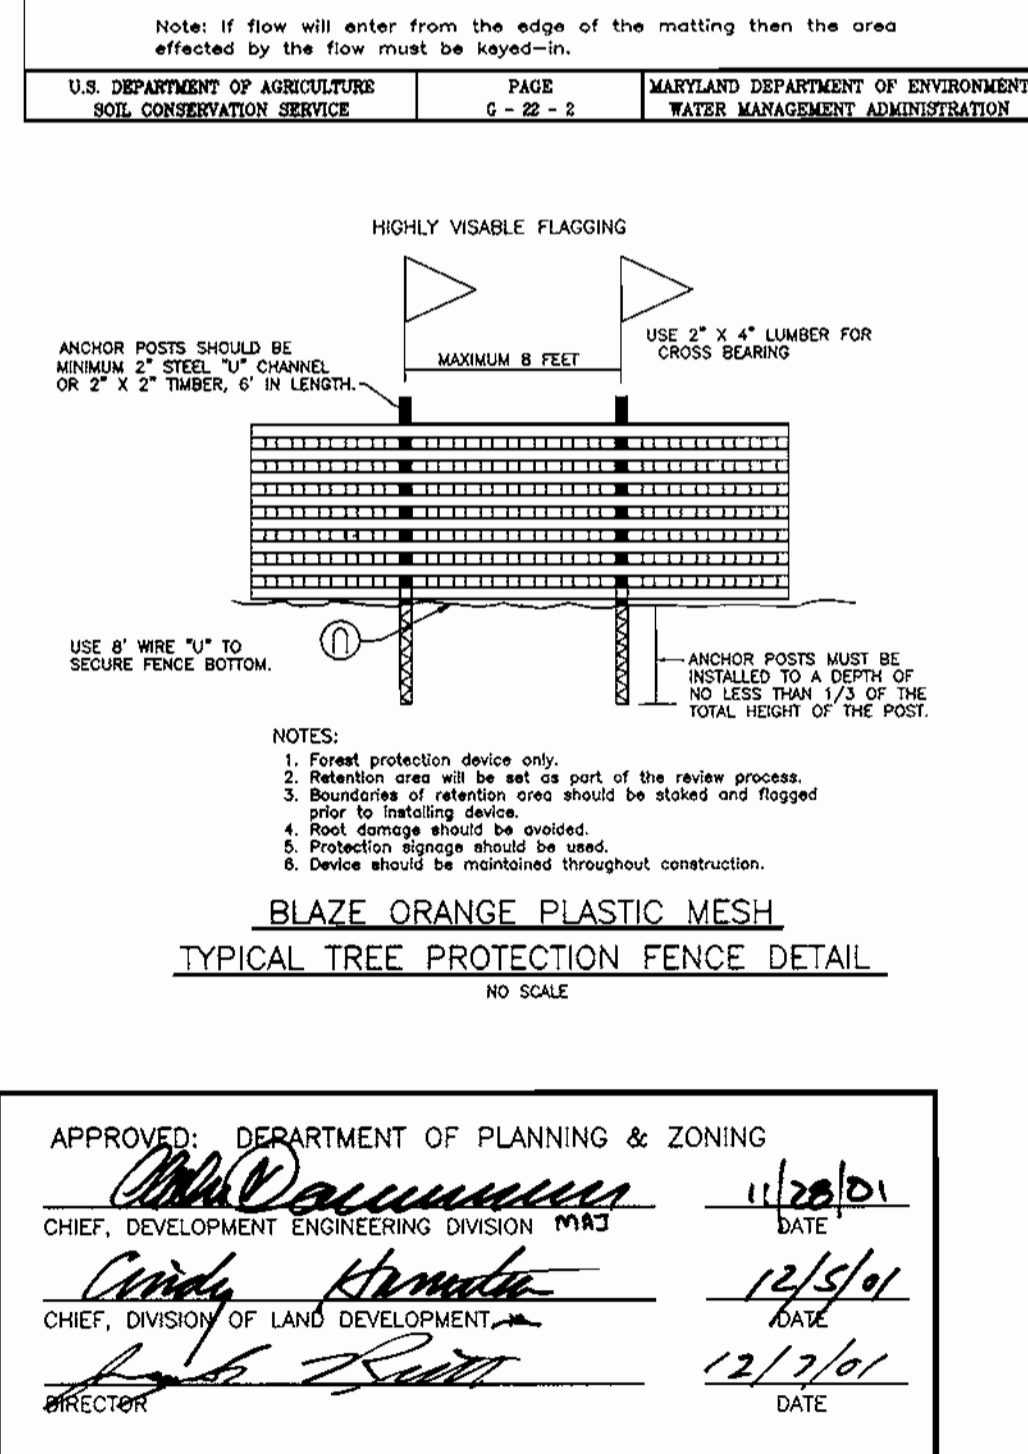 Note: If flow will enter from the edge of the matting then the area
effected by the flow must be keyed-in.
U.S. DEPARTMENT OF AGRICULTURE
SOIL CONSERVATION SERVICE
PAGE
G - 22 - 2
MARYLAND DEPARTMENT OF ENVIRONMENT
WATER MANAGEMENT ADMINISTRATION
HIGHLY VISABLE FLAGGING
ANCHOR POSTS SHOULD BE
MINIMUM 2" STEEL "U" CHANNEL
OR 2" X 2" TIMBER, 6' IN LENGTH.
MAXIMUM 8 FEET
USE 2" X 4" LUMBER FOR
CROSS BEARING
USE 8' WIRE "U" TO
SECURE FENCE BOTTOM.
ANCHOR POSTS MUST BE
INSTALLED TO A DEPTH OF
NO LESS THAN 1/3 OF THE
TOTAL HEIGHT OF THE POST.
NOTES:
1. Forest protection device only.
2. Retention area will be set as part of the review process.
3. Boundaries of retention area should be staked and flagged
prior to installing device.
4. Root damage should be avoided.
5. Protection signage should be used.
6. Device should be maintained throughout construction.
BLAZE ORANGE PLASTIC MESH
TYPICAL TREE PROTECTION FENCE DETAIL
NO SCALE
APPROVED: DEPARTMENT OF PLANNING & ZONING
11/28/01
CHIEF, DEVELOPMENT ENGINEERING DIVISION MAJ
DATE
Cindy Hamilton 12/5/01
CHIEF, DIVISION OF LAND DEVELOPMENT
DATE
12/7/01
DIRECTOR
DATE